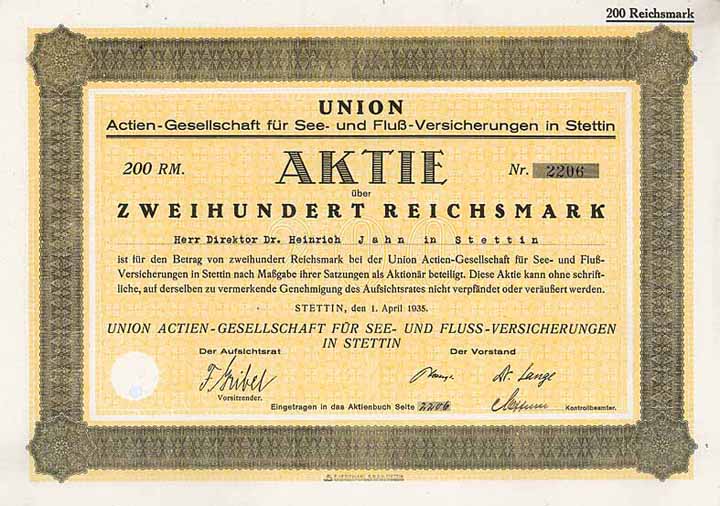 200 Reichsmark
UNION
Actien-Gesellschaft für See- und Fluß-Versicherungen in Stettin
200 RM. AKTIE Nr. 2206
über
ZWEIHUNDERT REICHSMARK
Herr Direktor Dr. Heinrich Jahn in Stettin
ist für den Betrag von zweihundert Reichsmark bei der Union Actien-Gesellschaft für See- und Fluß-
Versicherungen in Stettin nach Maßgabe ihrer Satzungen als Aktionär beteiligt. Diese Aktie kann ohne schrift-
liche, auf derselben zu vermerkende Genehmigung des Aufsichtsrates nicht verpfändet oder veräußert werden.
STETTIN, den 1. April 1935.
UNION ACTIEN-GESELLSCHAFT FÜR SEE- UND FLUSS-VERSICHERUNGEN
IN STETTIN
Der Aufsichtsrat Der Vorstand
F. Gribel A. Lange
Vorsitzender.
Eingetragen in das Aktienbuch Seite 2206 Kontrollbeamter.